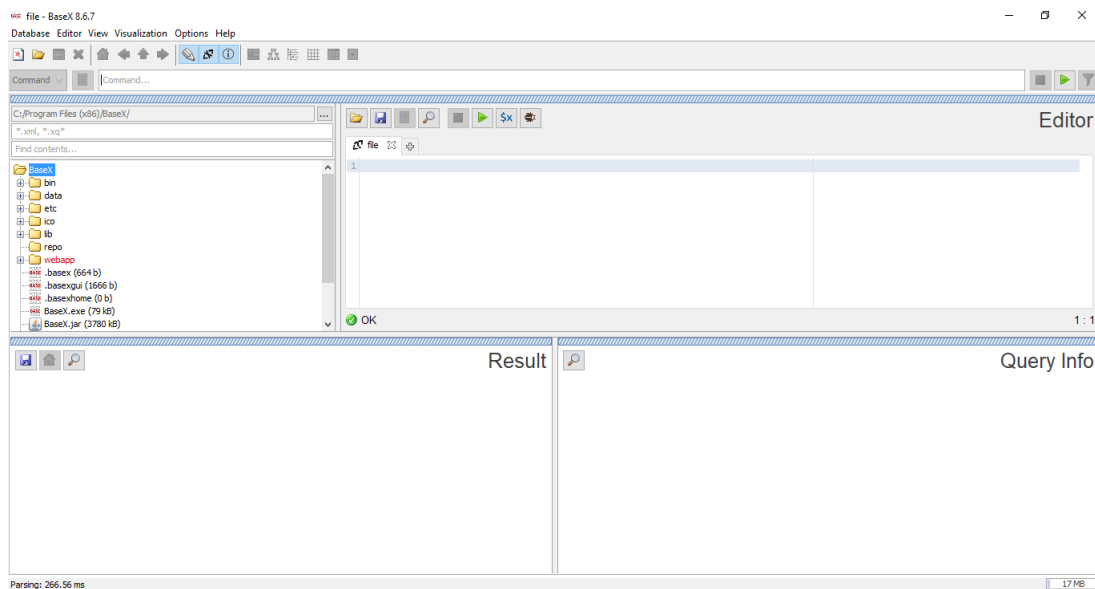 file - BaseX 8.6.7
Database Editor View Visualization Options Help
Command
Command...
C:/Program Files (x86)/BaseX/ ...
*.xml, *.xq*
Find contents...
BaseX
bin
data
etc
ico
lib
repo
webapp
.basex (664 b)
.basexgui (1666 b)
.basexhome (0 b)
BaseX.exe (79 kB)
BaseX.jar (3780 kB)
$x
Editor
file
1
OK
1 : 1
Result
Query Info
Parsing: 266.56 ms
17 MB